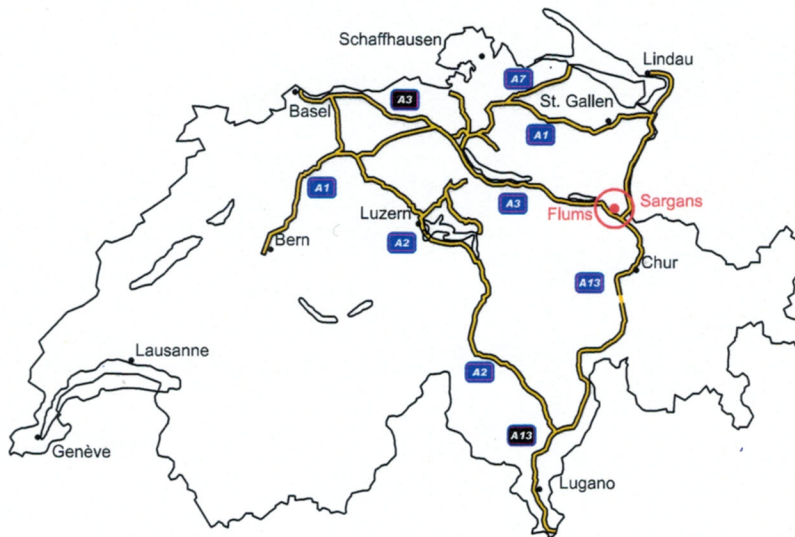 Schaffhausen
Lindau
A7
A3
Basel
St. Gallen
A1
A1
A3
Sargans
Flums
Luzern
Bern
A2
Chur
A13
Lausanne
A2
A13
Genève
Lugano